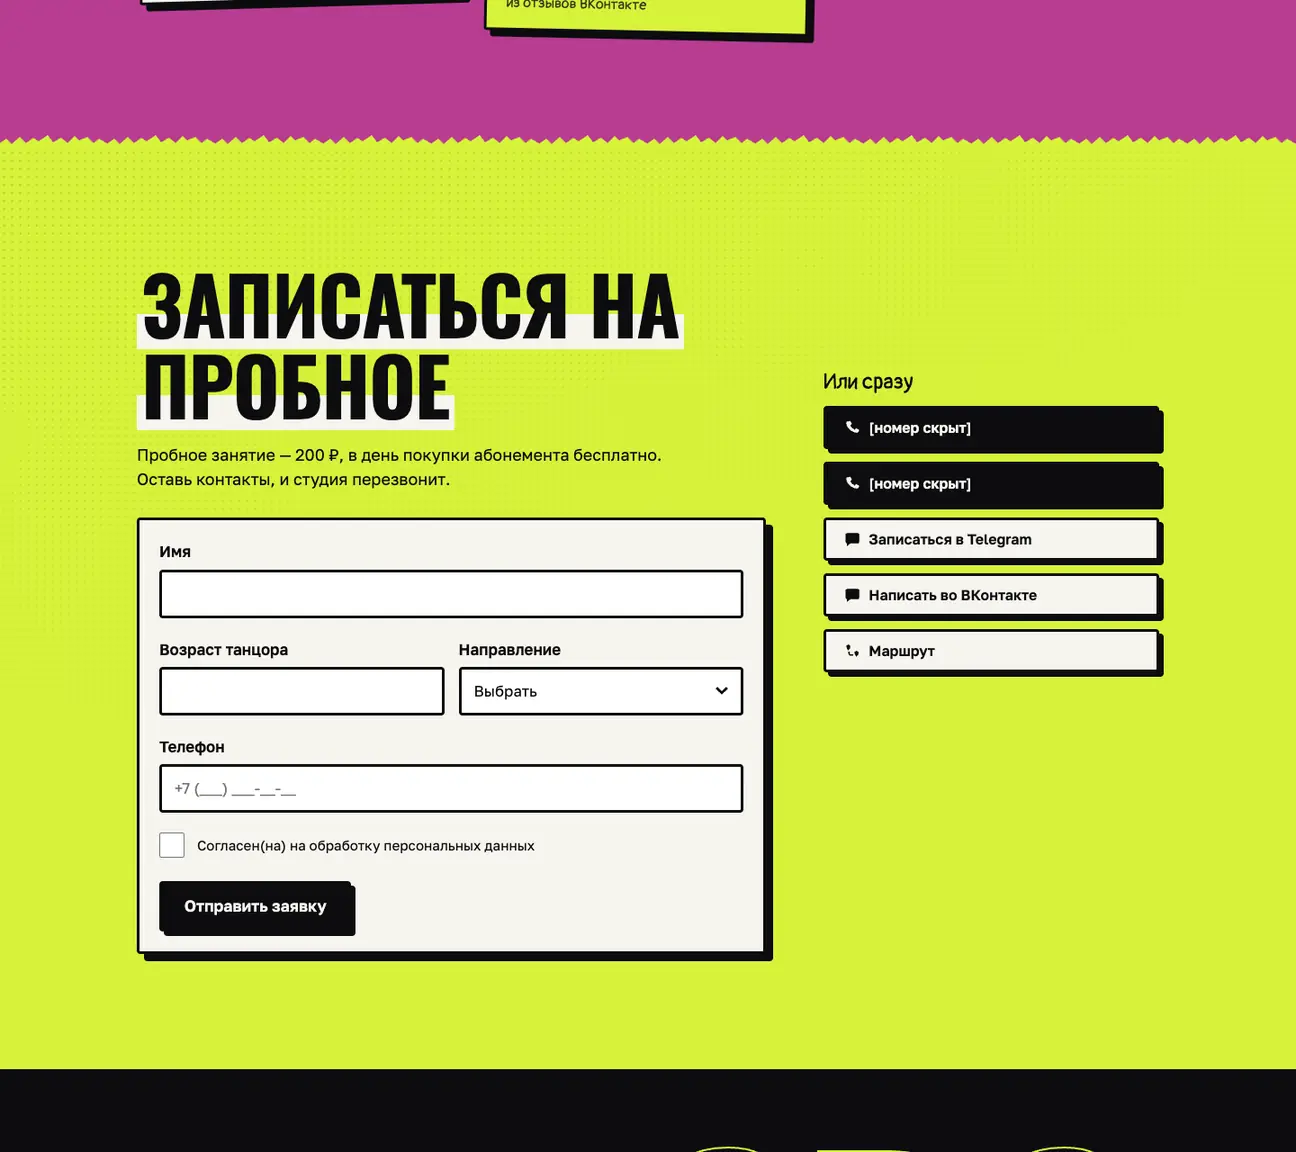 из отзывов ВКонтакте
ЗАПИСАТЬСЯ НА
ПРОБНОЕ
Пробное занятие — 200 ₽, в день покупки абонемента бесплатно.
Оставь контакты, и студия перезвонит.
Имя
Возраст танцора
Направление
Выбрать
Телефон
+7 (___) ___-__-__
Согласен(на) на обработку персональных данных
Отправить заявку
Или сразу
[номер скрыт]
[номер скрыт]
Записаться в Telegram
Написать во ВКонтакте
Маршрут